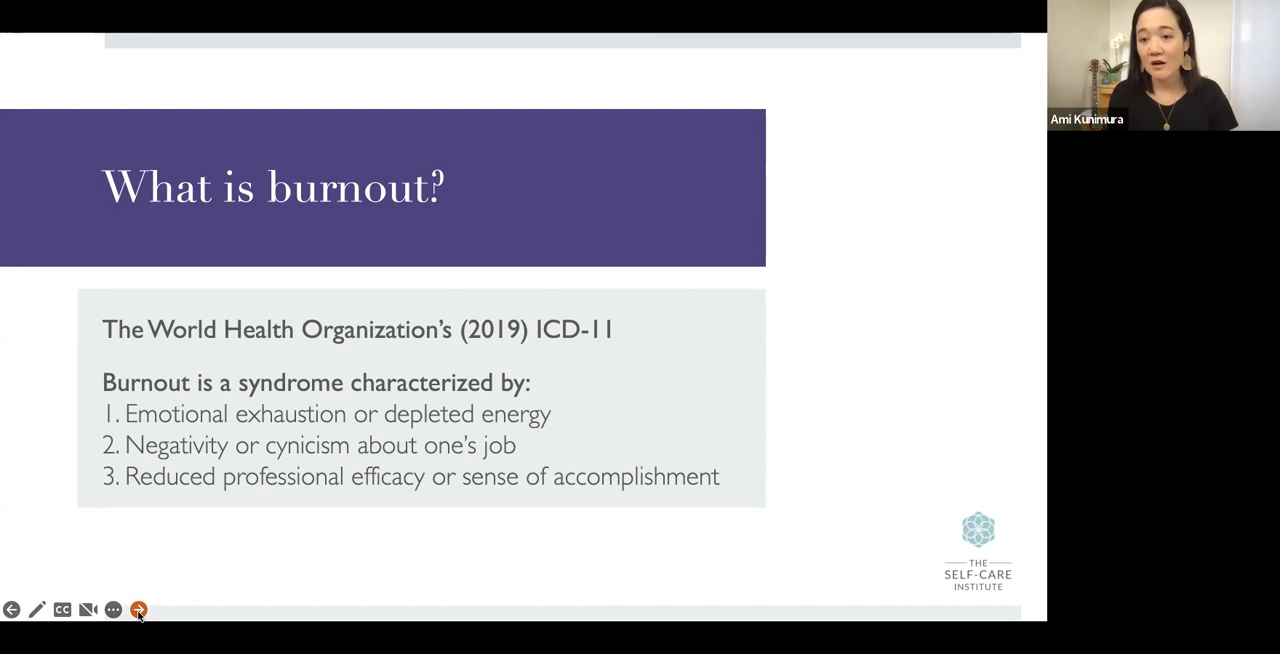 What is burnout?
The World Health Organization's (2019) ICD-11
Burnout is a syndrome characterized by:
1. Emotional exhaustion or depleted energy
2. Negativity or cynicism about one's job
3. Reduced professional efficacy or sense of accomplishment
THE
SELF-CARE
INSTITUTE
CC
Ami Kunimura